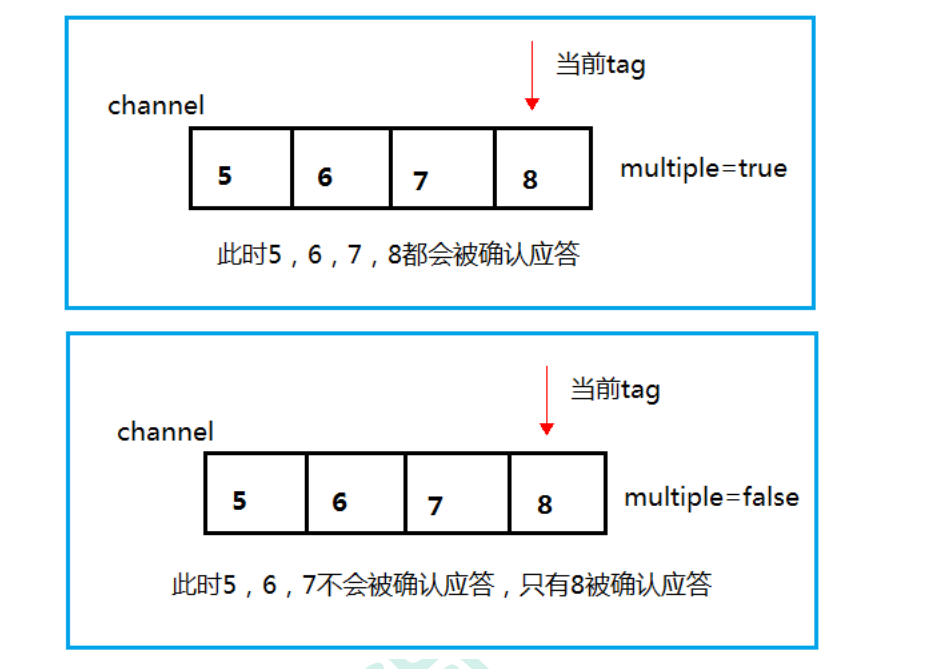 当前tag
channel
5 6 7 8
multiple=true
此时5，6，7，8都会被确认应答
当前tag
channel
5 6 7 8
multiple=false
此时5，6，7不会被确认应答，只有8被确认应答